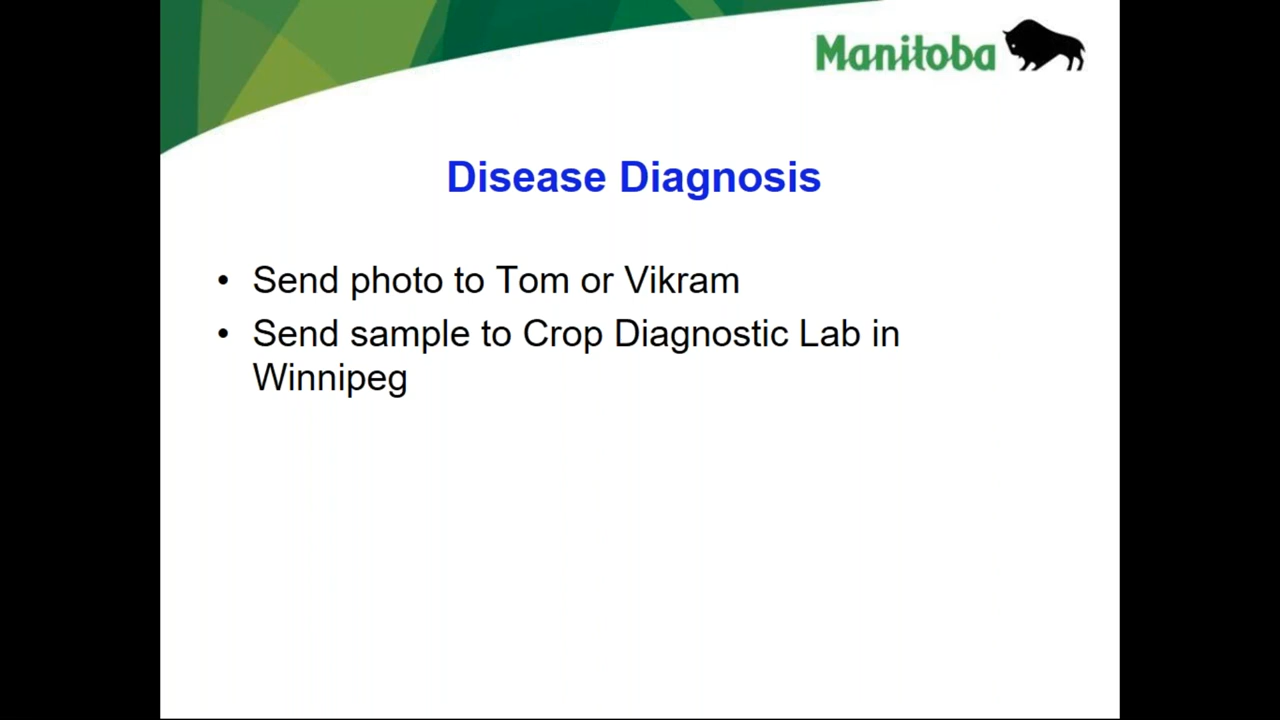 Manitoba
Disease Diagnosis
• Send photo to Tom or Vikram
• Send sample to Crop Diagnostic Lab in
Winnipeg